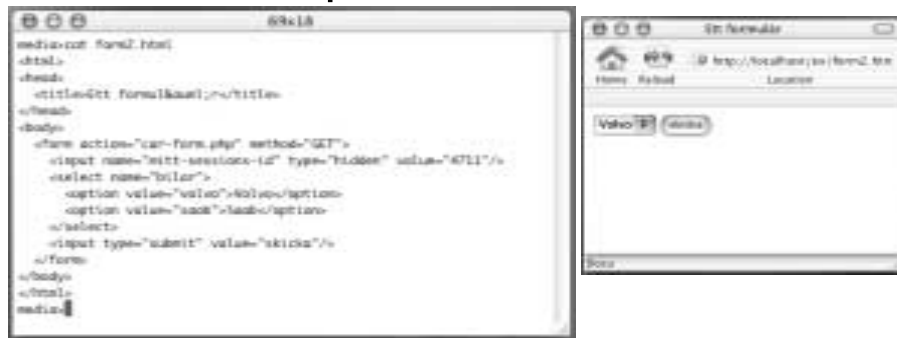 69x18
media>cat form2.html
<html>
<head>
<title>Ett formul&auml;r</title>
</head>
<body>
<form action="car-form.php" method="GET">
<input name="mitt-sessions-id" type="hidden" value="4711"/>
<select name="bilar">
<option value="volvo">Volvo</option>
<option value="saab">Saab</option>
</select>
<input type="submit" value="skicka"/>
</form>
</body>
</html>
media>
Ett formulär
Home Reload Location
Volvo skicka